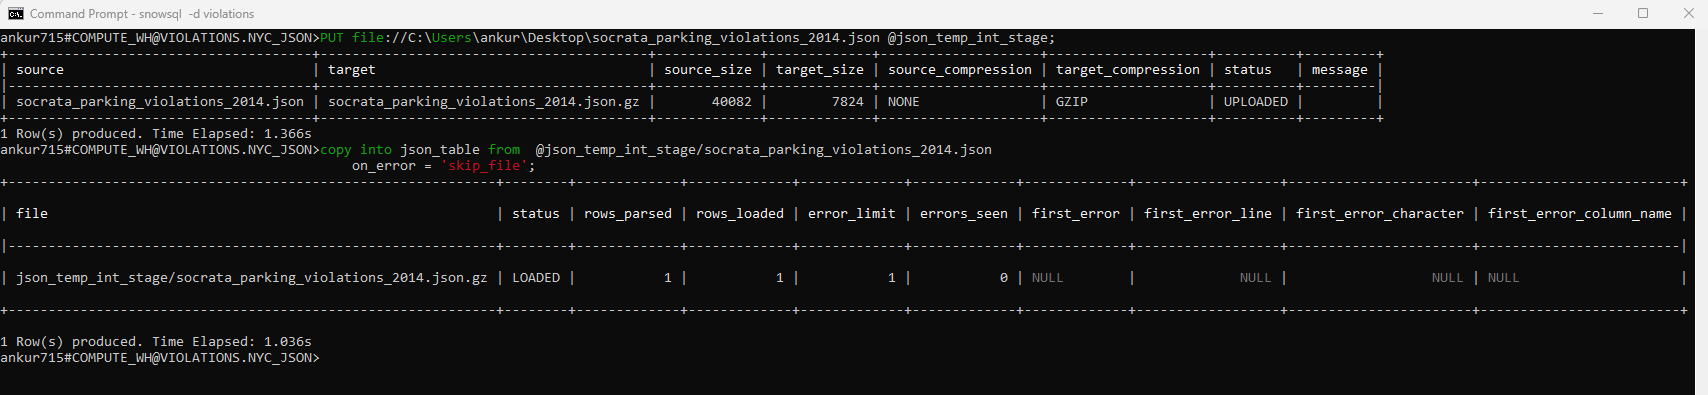 Command Prompt - snowsql  -d violations
ankur715#COMPUTE_WH@VIOLATIONS.NYC_JSON>PUT file://C:\Users\ankur\Desktop\socrata_parking_violations_2014.json @json_temp_int_stage;
| source | target | source_size | target_size | source_compression | target_compression | status | message |
| socrata_parking_violations_2014.json | socrata_parking_violations_2014.json.gz | 40082 | 7824 | NONE | GZIP | UPLOADED | |
1 Row(s) produced. Time Elapsed: 1.366s
ankur715#COMPUTE_WH@VIOLATIONS.NYC_JSON>copy into json_table from  @json_temp_int_stage/socrata_parking_violations_2014.json
on_error = 'skip_file';
| file | status | rows_parsed | rows_loaded | error_limit | errors_seen | first_error | first_error_line | first_error_character | first_error_column_name |
| json_temp_int_stage/socrata_parking_violations_2014.json.gz | LOADED | 1 | 1 | 1 | 0 | NULL | NULL | NULL | NULL |
1 Row(s) produced. Time Elapsed: 1.036s
ankur715#COMPUTE_WH@VIOLATIONS.NYC_JSON>